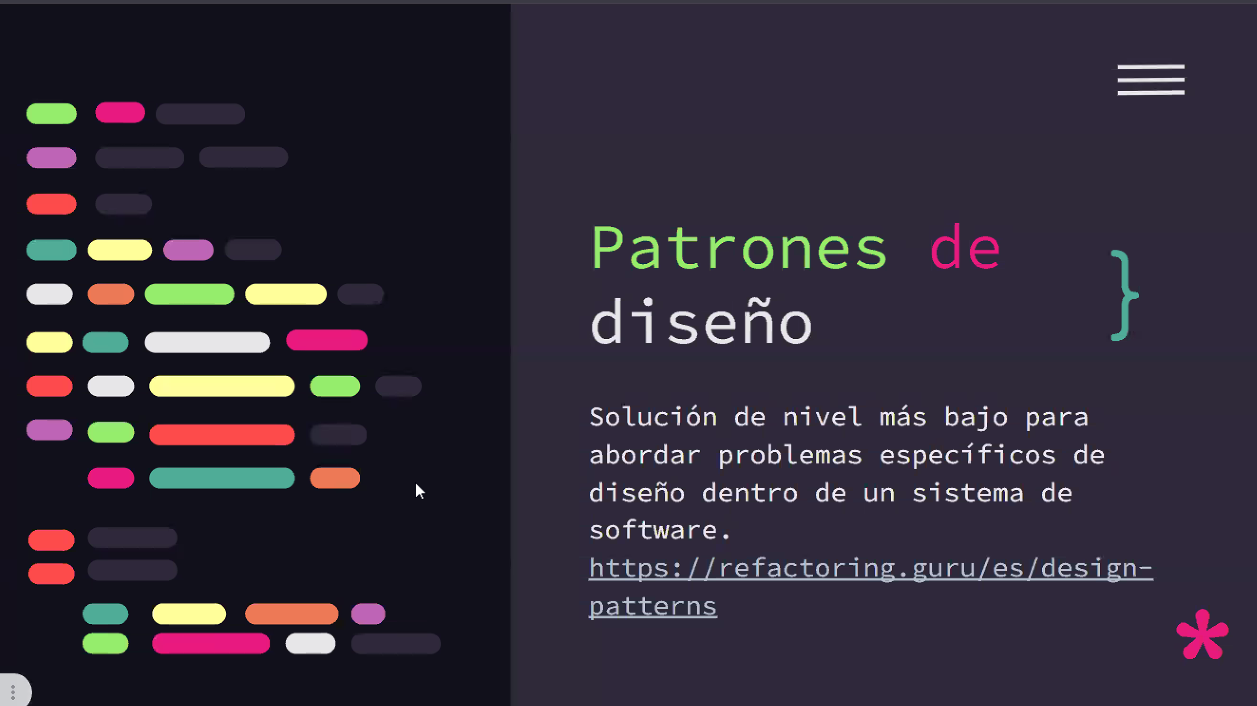 Patrones de
diseño
}
Solución de nivel más bajo para
abordar problemas específicos de
diseño dentro de un sistema de
software.
https://refactoring.guru/es/design-
patterns
*